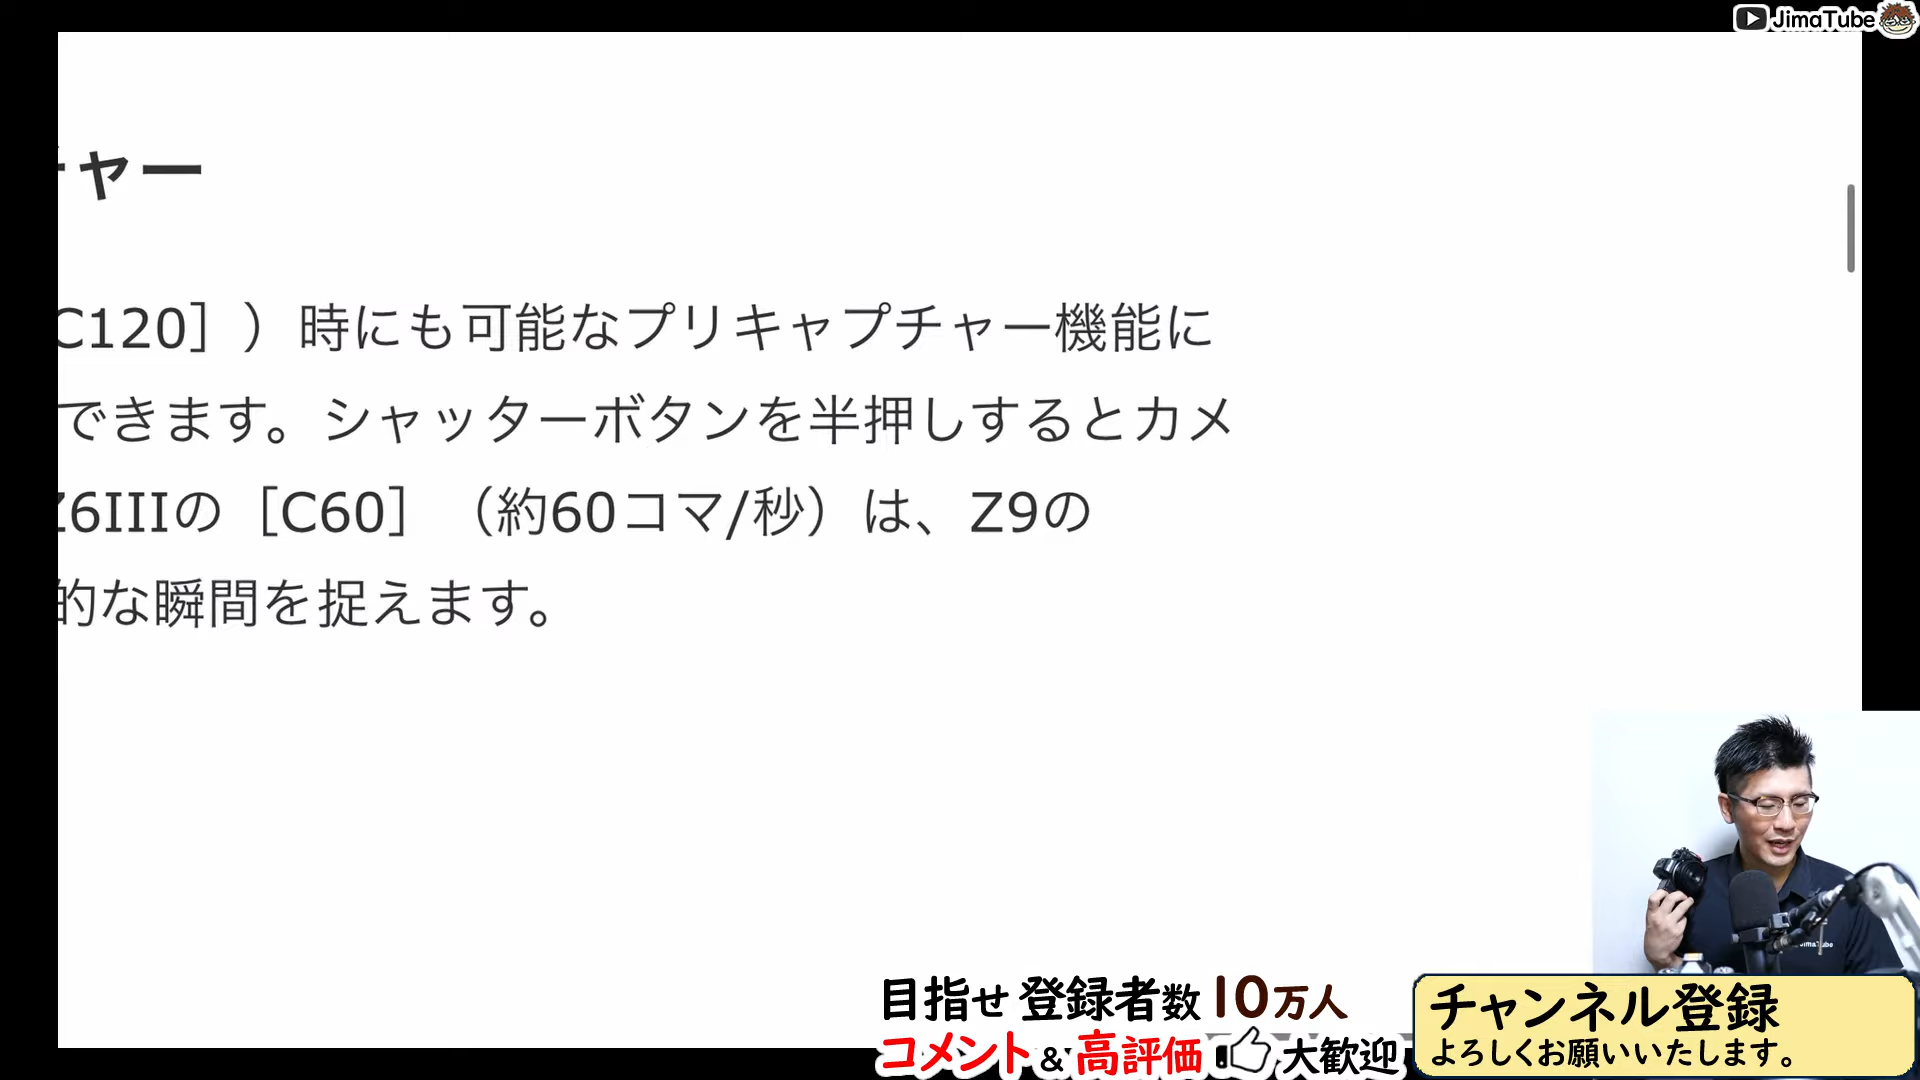 JimaTube
チャー
C120］）時にも可能なプリキャプチャー機能に
できます。シャッターボタンを半押しするとカメ
Z6IIIの［C60］（約60コマ/秒）は、Z9の
的な瞬間を捉えます。
JimaTube
目指せ 登録者数 10万人
コメント & 高評価 大歓迎
チャンネル登録
よろしくお願いいたします。